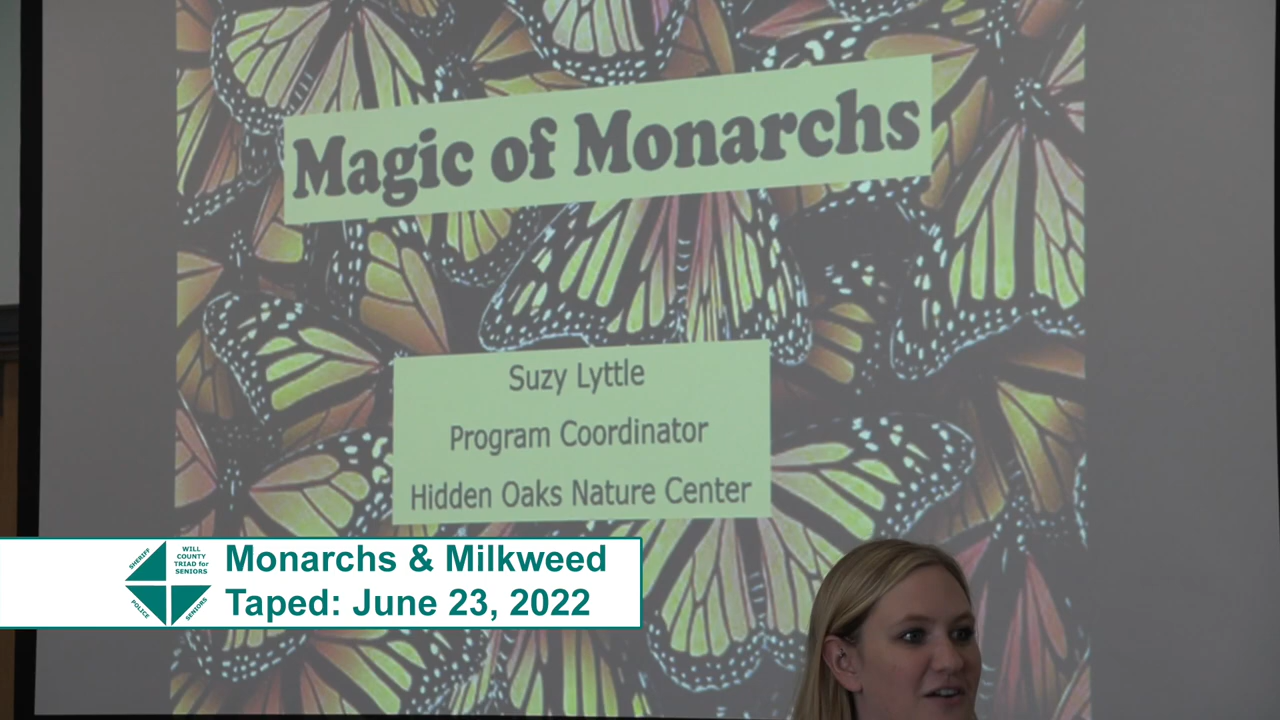 Magic of Monarchs
Suzy Lyttle
Program Coordinator
Hidden Oaks Nature Center
SHERIFF
WILL
COUNTY
TRIAD for
SENIORS
POLICE
SENIORS
Monarchs & Milkweed
Taped: June 23, 2022